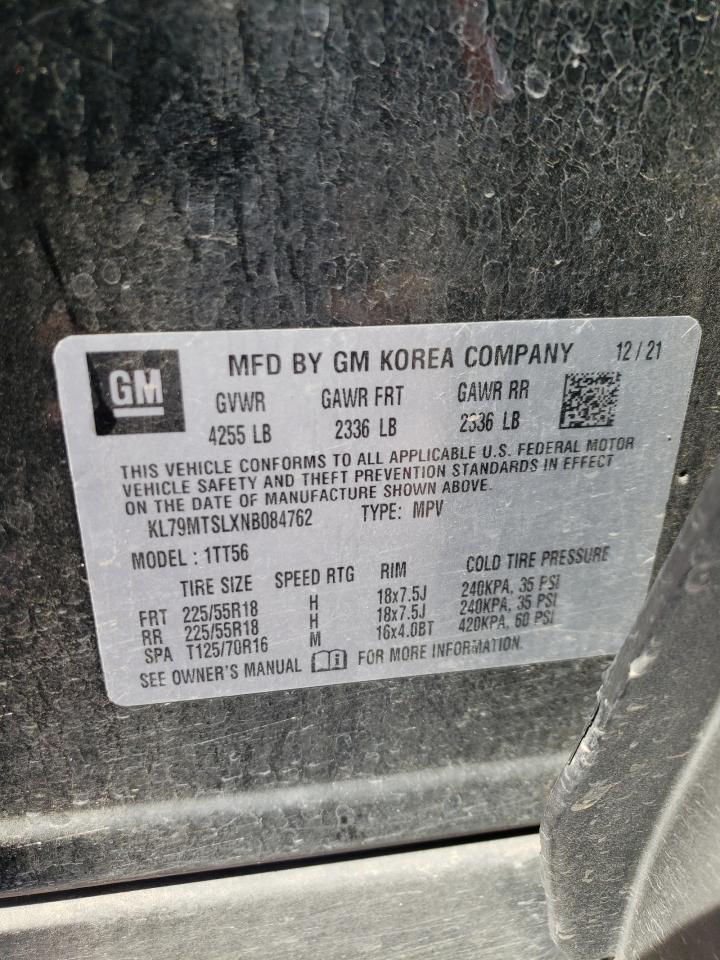 GM MFD BY GM KOREA COMPANY 12/21
GVWR GAWR FRT GAWR RR
4255 LB 2336 LB 2336 LB
THIS VEHICLE CONFORMS TO ALL APPLICABLE U.S. FEDERAL MOTOR
VEHICLE SAFETY AND THEFT PREVENTION STANDARDS IN EFFECT
ON THE DATE OF MANUFACTURE SHOWN ABOVE.
KL79MTSLXNB084762 TYPE: MPV
MODEL: 1TT56
TIRE SIZE SPEED RTG RIM COLD TIRE PRESSURE
FRT 225/55R18 H 18x7.5J 240KPA, 35 PSI
RR 225/55R18 H 18x7.5J 240KPA, 35 PSI
SPA T125/70R16 M 16x4.0BT 420KPA, 60 PSI
SEE OWNER'S MANUAL i FOR MORE INFORMATION.